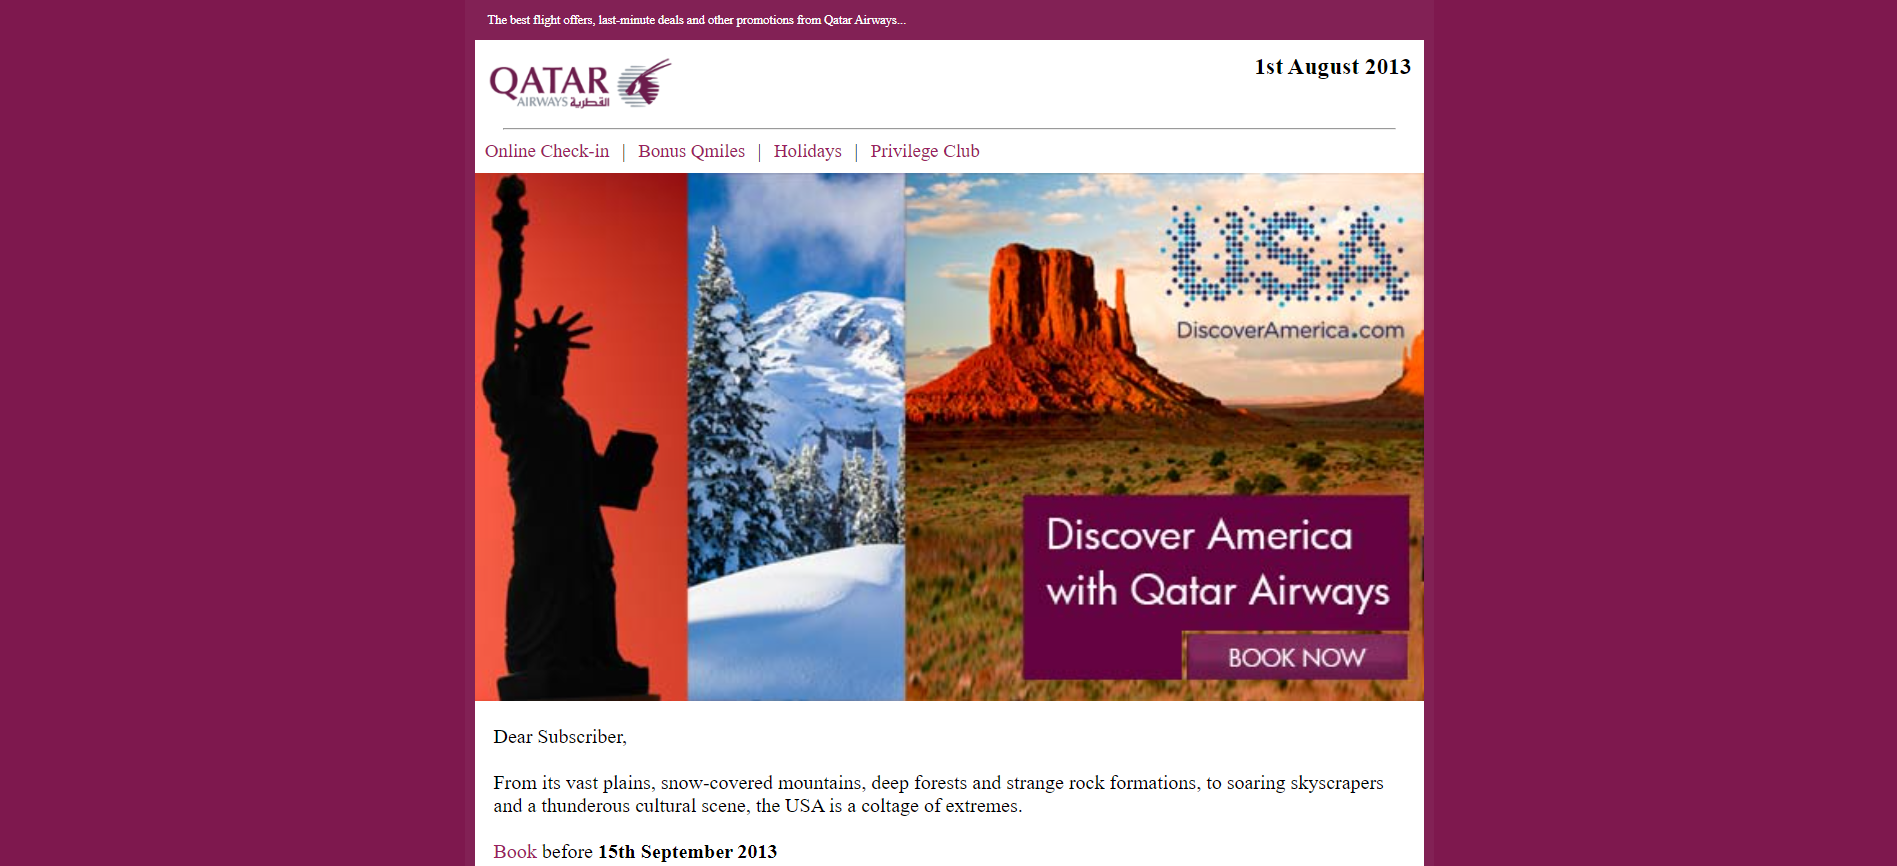 The best flight offers, last-minute deals and other promotions from Qatar Airways...
QATAR
AIRWAYS القطرية
1st August 2013
Online Check-in | Bonus Qmiles | Holidays | Privilege Club
USA
DiscoverAmerica.com
Discover America
with Qatar Airways
BOOK NOW
Dear Subscriber,
From its vast plains, snow-covered mountains, deep forests and strange rock formations, to soaring skyscrapers
and a thunderous cultural scene, the USA is a coltage of extremes.
Book before 15th September 2013